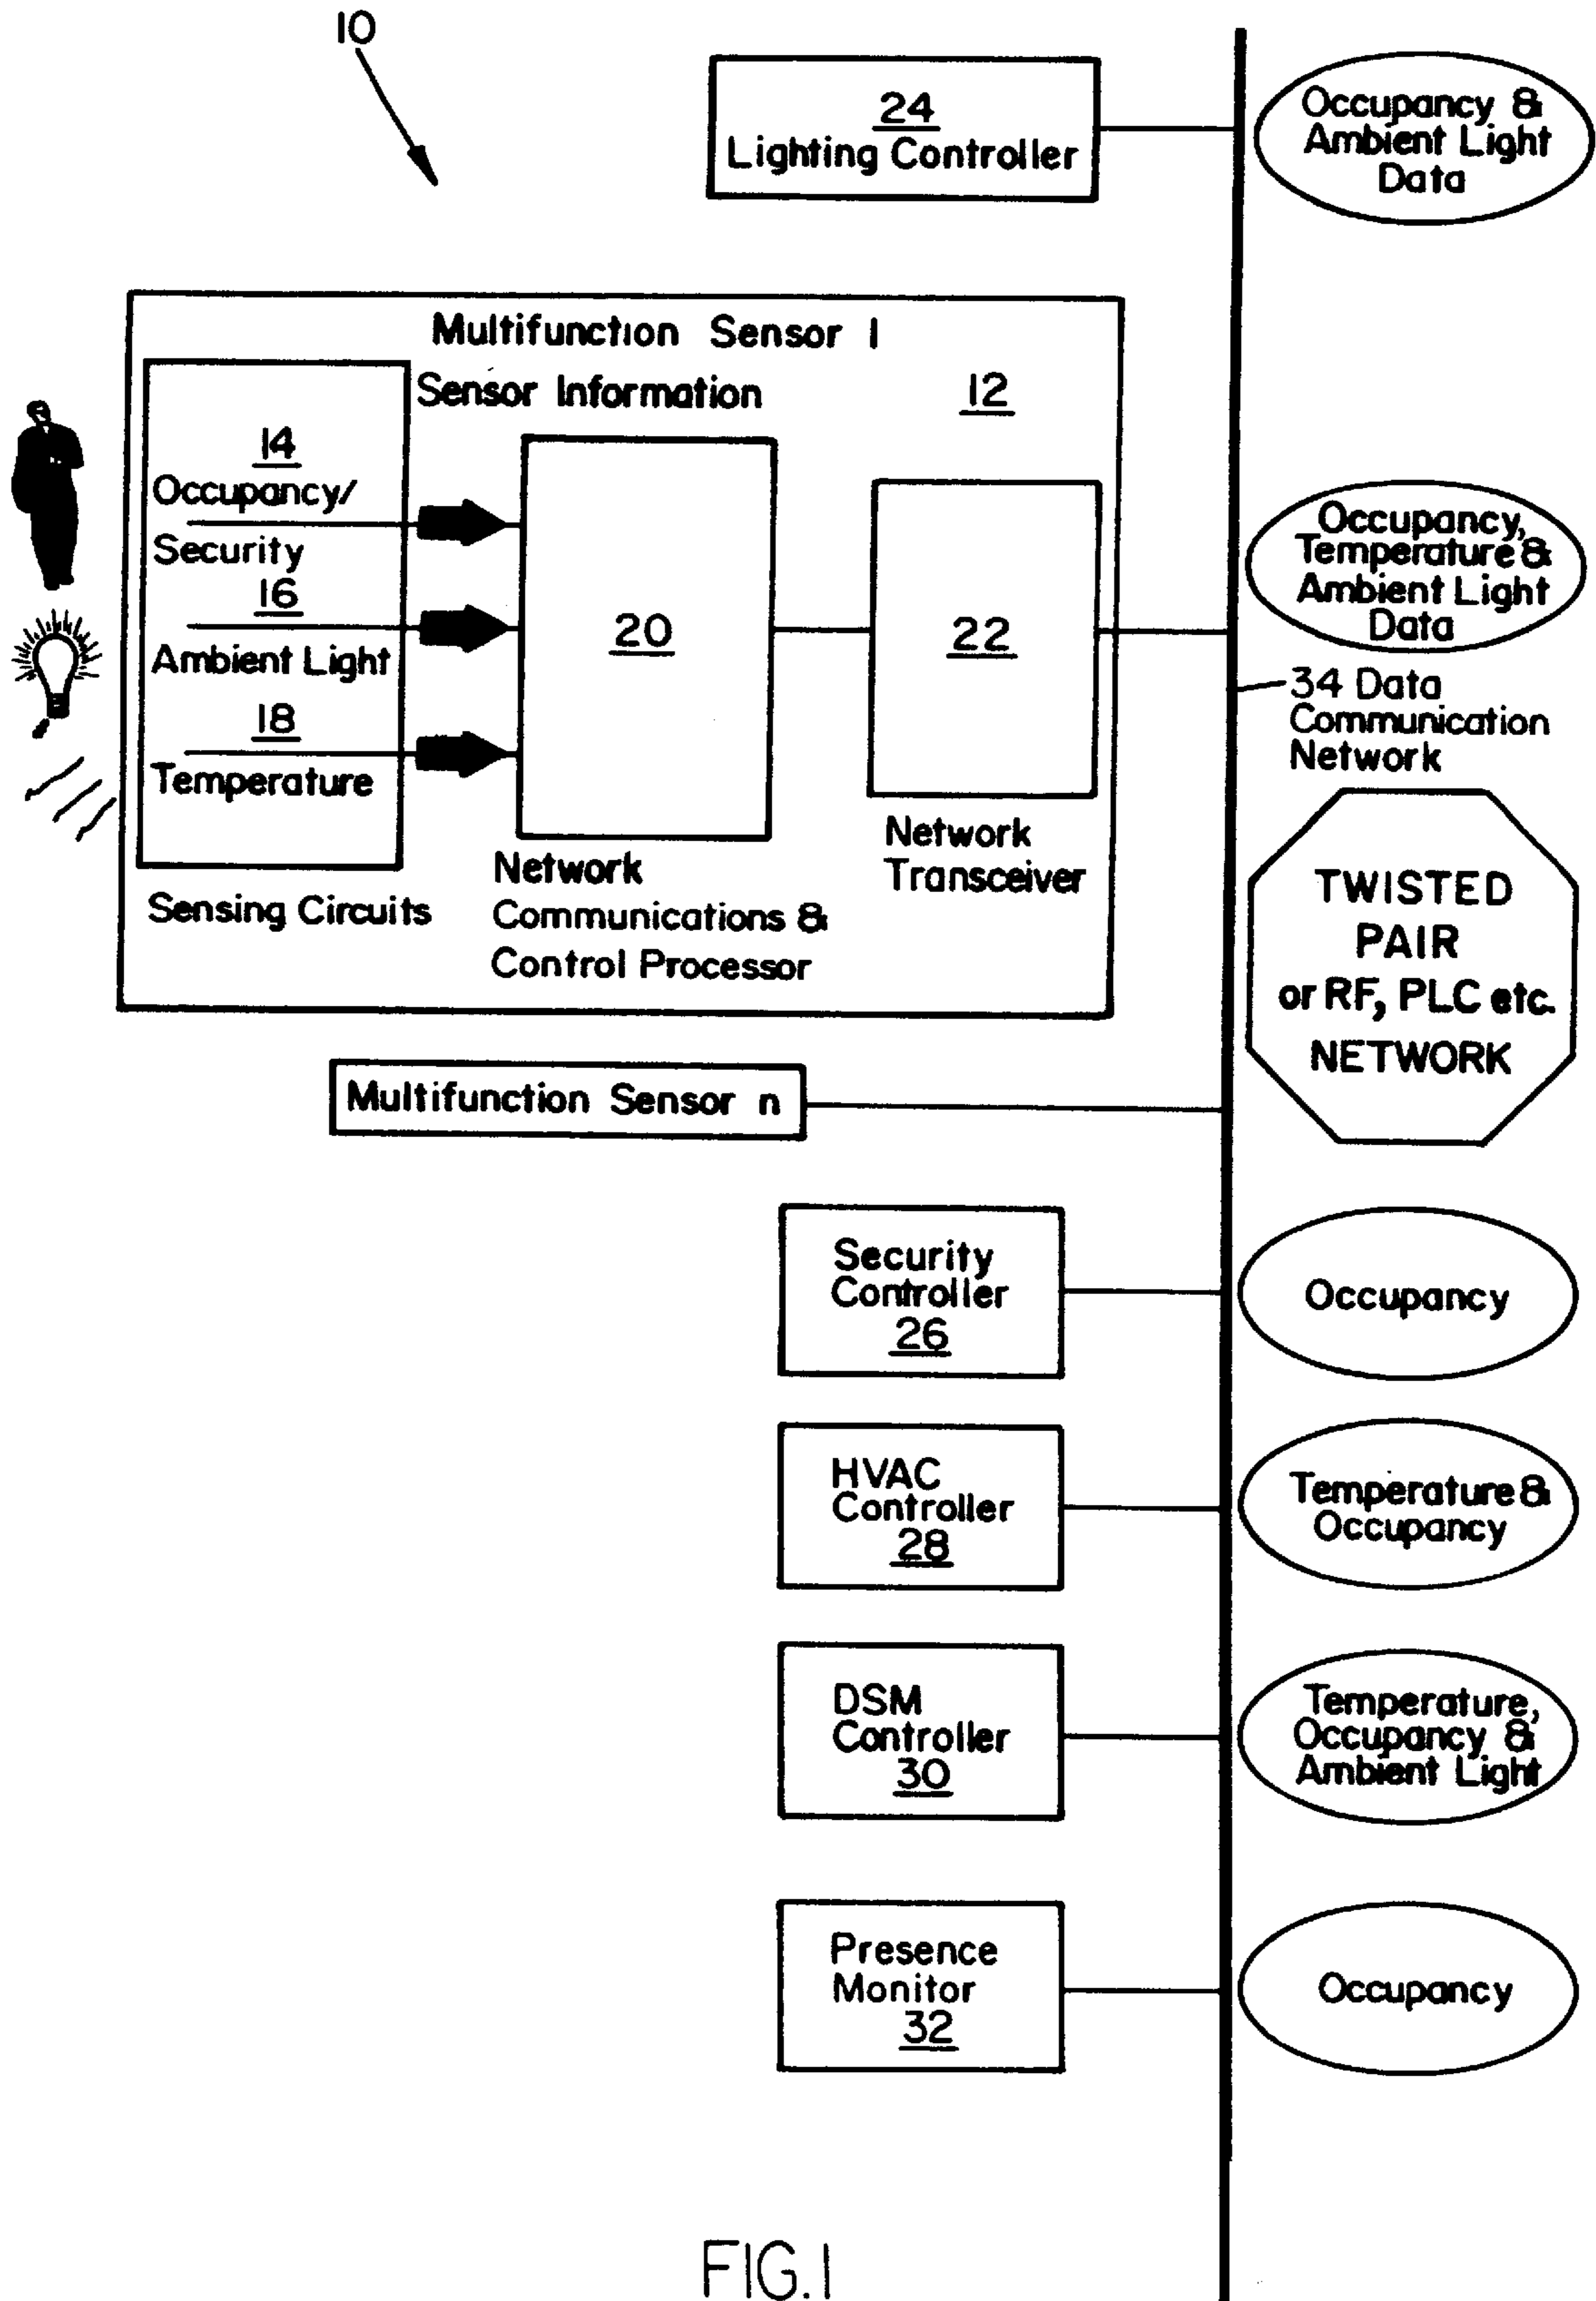 10
24
Lighting Controller
Occupancy &
Ambient Light
Data
Multifunction Sensor 1
Sensor Information
12
14
Occupancy/
Security
16
Ambient Light
18
Temperature
Sensing Circuits
20
Network
Communications &
Control Processor
22
Network
Transceiver
Occupancy,
Temperature &
Ambient Light
Data
34 Data
Communication
Network
TWISTED
PAIR
or RF, PLC etc.
NETWORK
Multifunction Sensor n
Security
Controller
26
Occupancy
HVAC
Controller
28
Temperature &
Occupancy
DSM
Controller
30
Temperature,
Occupancy &
Ambient Light
Presence
Monitor
32
Occupancy
FIG.1